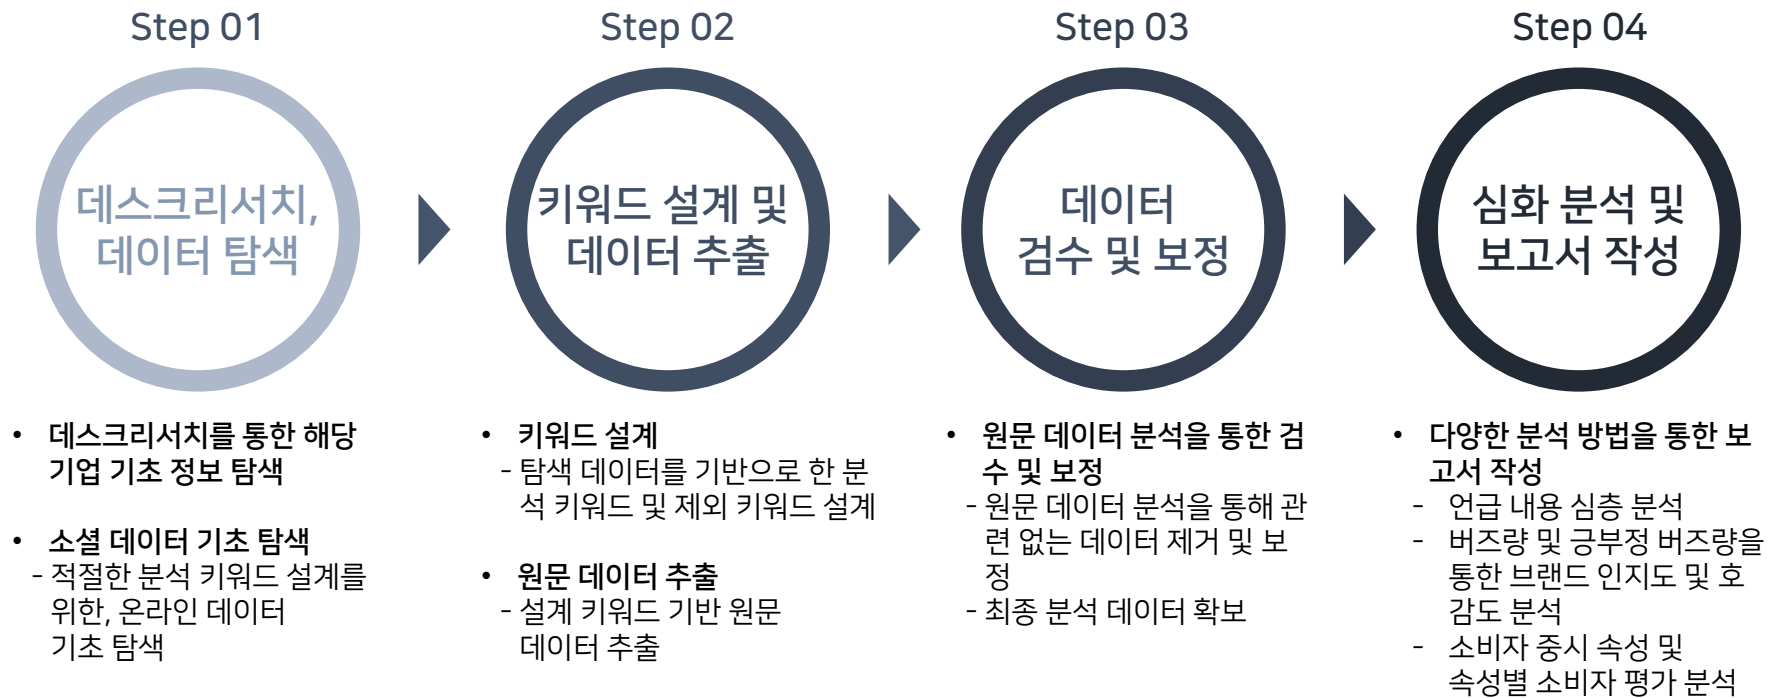 Step 01
데스크리서치,
데이터 탐색
• 데스크리서치를 통한 해당
기업 기초 정보 탐색
• 소셜 데이터 기초 탐색
- 적절한 분석 키워드 설계를
위한, 온라인 데이터
기초 탐색
Step 02
키워드 설계 및
데이터 추출
• 키워드 설계
- 탐색 데이터를 기반으로 한 분
석 키워드 및 제외 키워드 설계
• 원문 데이터 추출
- 설계 키워드 기반 원문
데이터 추출
Step 03
데이터
검수 및 보정
• 원문 데이터 분석을 통한 검
수 및 보정
- 원문 데이터 분석을 통해 관
련 없는 데이터 제거 및 보
정
- 최종 분석 데이터 확보
Step 04
심화 분석 및
보고서 작성
• 다양한 분석 방법을 통한 보
고서 작성
- 언급 내용 심층 분석
- 버즈량 및 긍부정 버즈량을
통한 브랜드 인지도 및 호
감도 분석
- 소비자 중시 속성 및
속성별 소비자 평가 분석